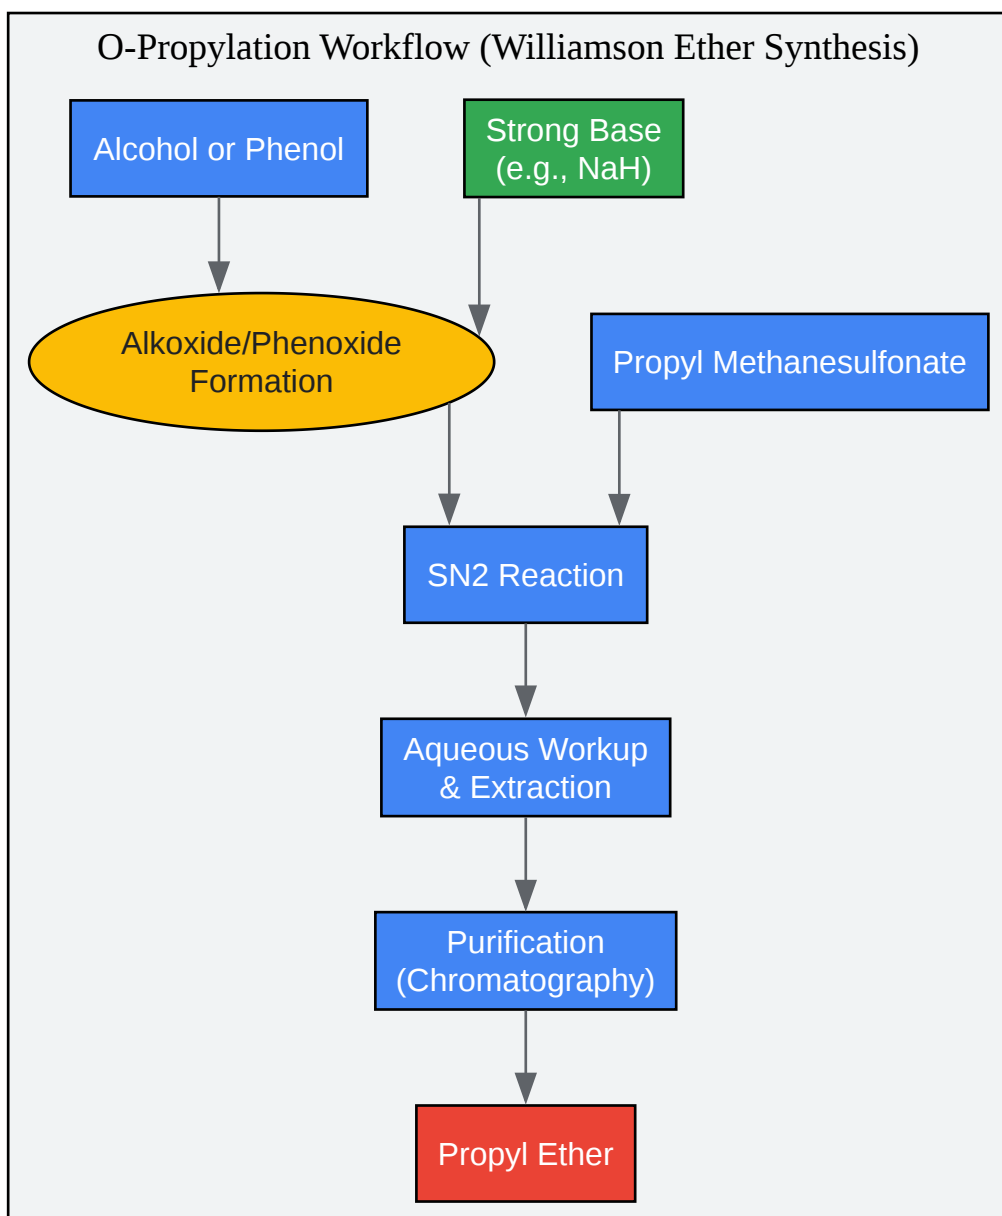 O-Propylation Workflow (Williamson Ether Synthesis)
Alcohol or Phenol
Strong Base
(e.g., NaH)
Alkoxide/Phenoxide
Formation
Propyl Methanesulfonate
SN2 Reaction
Aqueous Workup
& Extraction
Purification
(Chromatography)
Propyl Ether